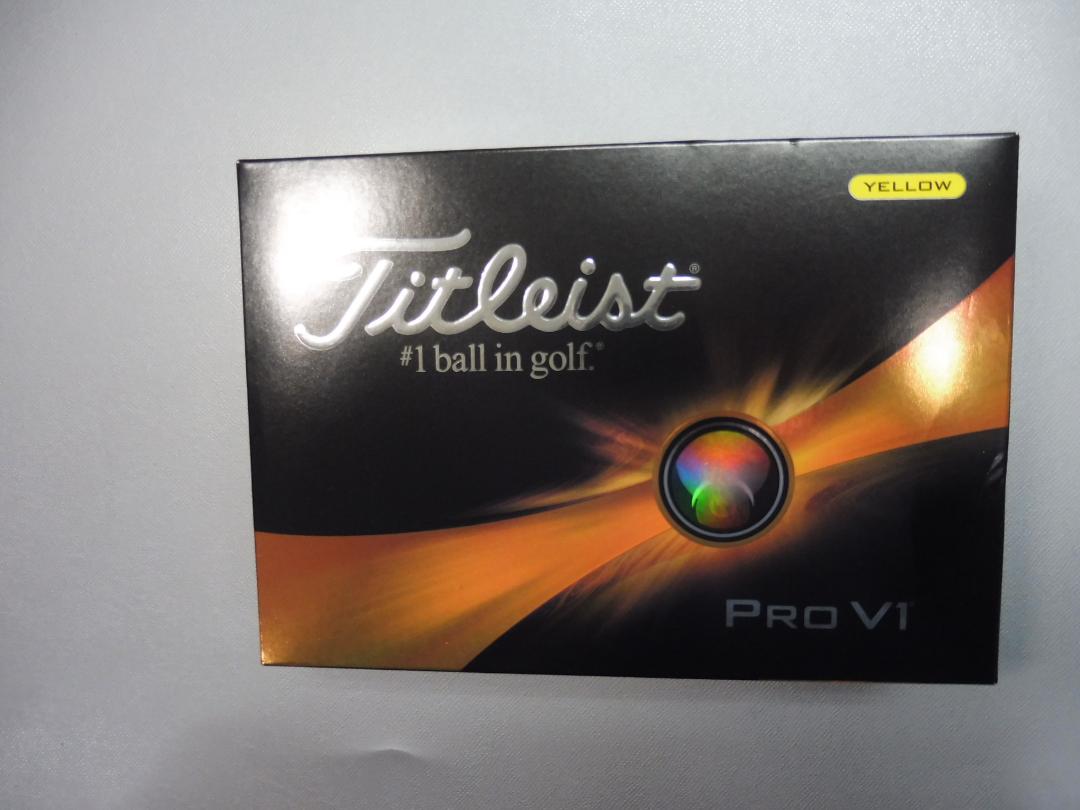 YELLOW
Titleist®
#1 ball in golf.®
PRO V1